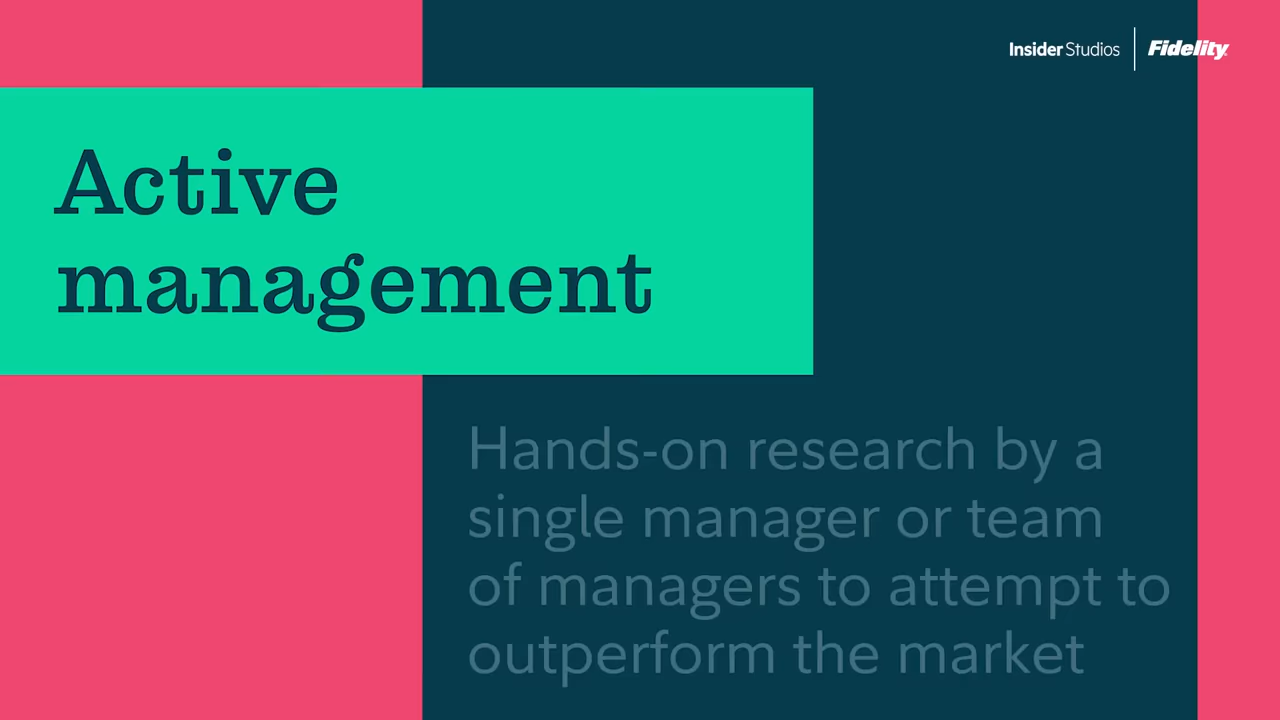 Insider Studios | Fidelity
Active
management
Hands-on research by a
single manager or team
of managers to attempt to
outperform the market